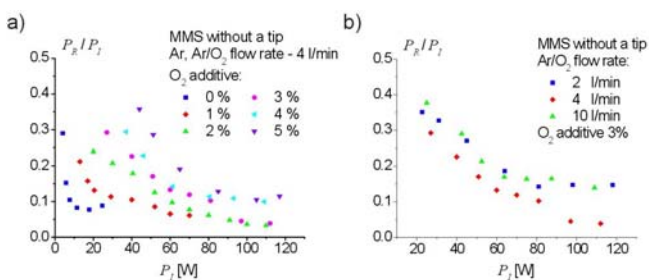 a)
P_R / P_I
MMS without a tip
Ar, Ar/O₂ flow rate - 4 l/min
O₂ additive:
0 % 3 %
1 % 4 %
2 % 5 %
0.5
0.4
0.3
0.2
0.1
0.0
0 20 40 60 80 100 120
P_I [W]
b)
P_R / P_I
MMS without a tip
Ar/O₂ flow rate:
2 l/min
4 l/min
10 l/min
O₂ additive 3%
0.5
0.4
0.3
0.2
0.1
0.0
20 40 60 80 100 120
P_I [W]